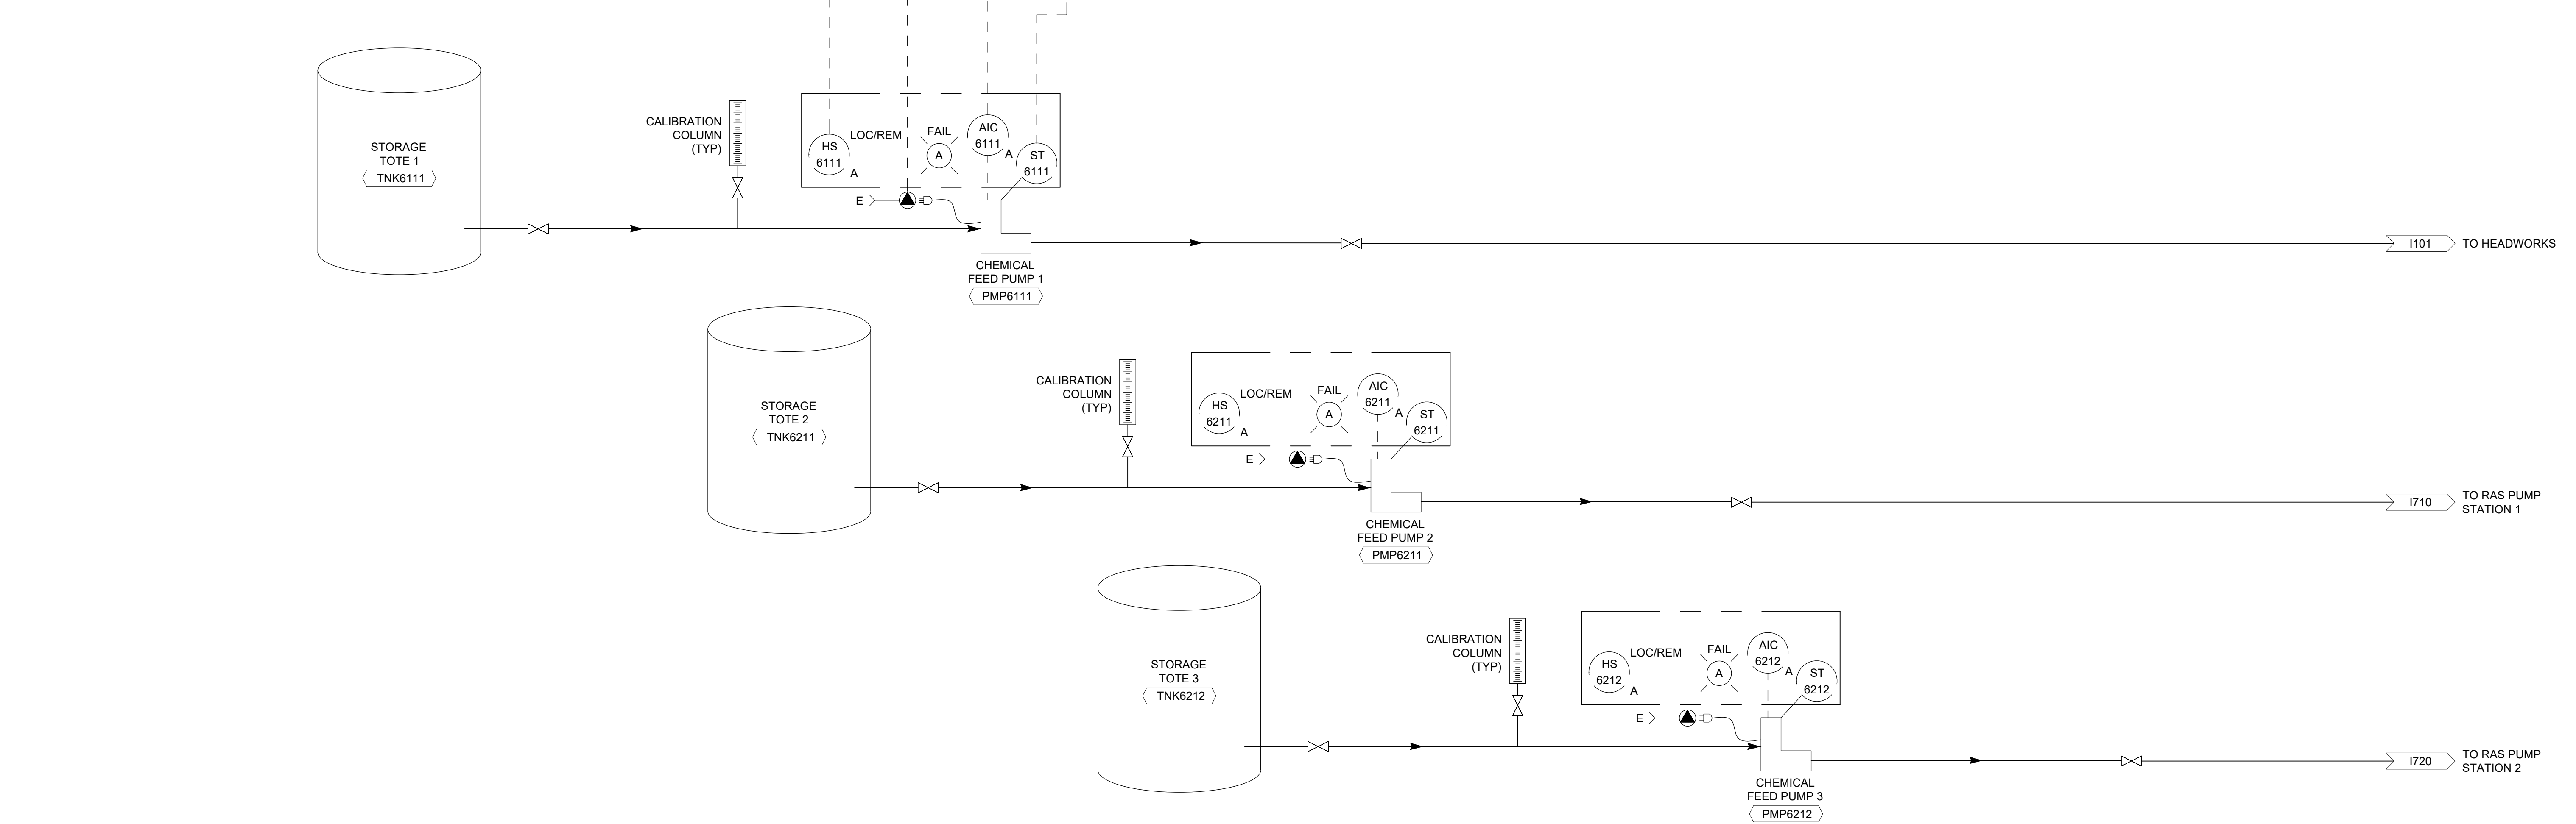 STORAGE
TOTE 1
TNK6111
CALIBRATION
COLUMN
(TYP)
HS
6111
A
LOC/REM
FAIL
A
AIC
6111
A
ST
6111
E
CHEMICAL
FEED PUMP 1
PMP6111
I101
TO HEADWORKS
STORAGE
TOTE 2
TNK6211
CALIBRATION
COLUMN
(TYP)
HS
6211
A
LOC/REM
FAIL
A
AIC
6211
A
ST
6211
E
CHEMICAL
FEED PUMP 2
PMP6211
I710
TO RAS PUMP
STATION 1
STORAGE
TOTE 3
TNK6212
CALIBRATION
COLUMN
(TYP)
HS
6212
A
LOC/REM
FAIL
A
AIC
6212
A
ST
6212
E
CHEMICAL
FEED PUMP 3
PMP6212
I720
TO RAS PUMP
STATION 2